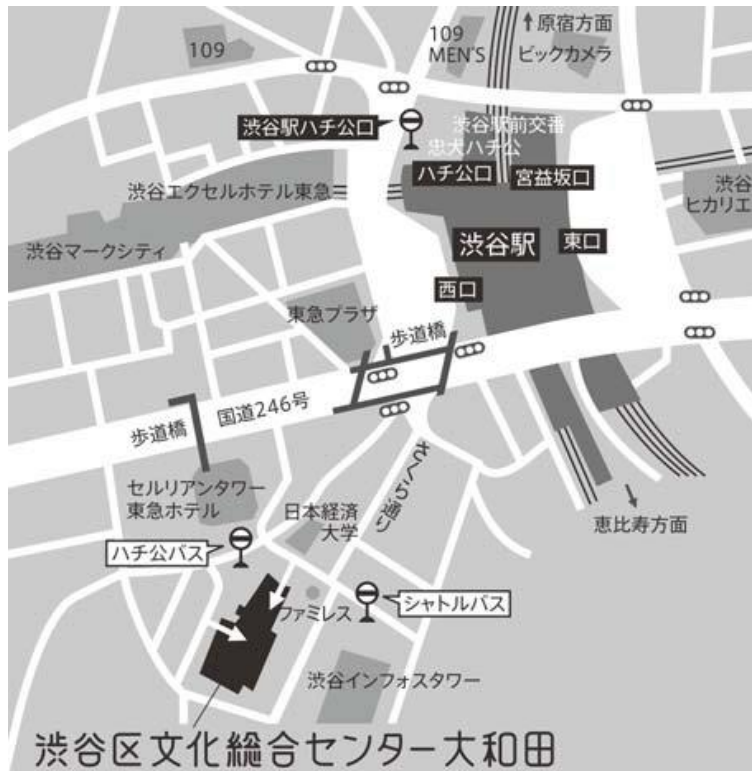 109
109
MEN'S
原宿方面
ビックカメラ
渋谷駅ハチ公口
渋谷駅前交番
忠犬ハチ公
ハチ公口
宮益坂口
渋谷エクセルホテル東急
渋谷
ヒカリエ
渋谷マークシティ
渋谷駅
東口
西口
東急プラザ
歩道橋
国道246号
歩道橋
さくら通り
セルリアンタワー
東急ホテル
日本経済
大学
恵比寿方面
ハチ公バス
ファミレス
シャトルバス
渋谷インフォスタワー
渋谷区文化総合センター大和田